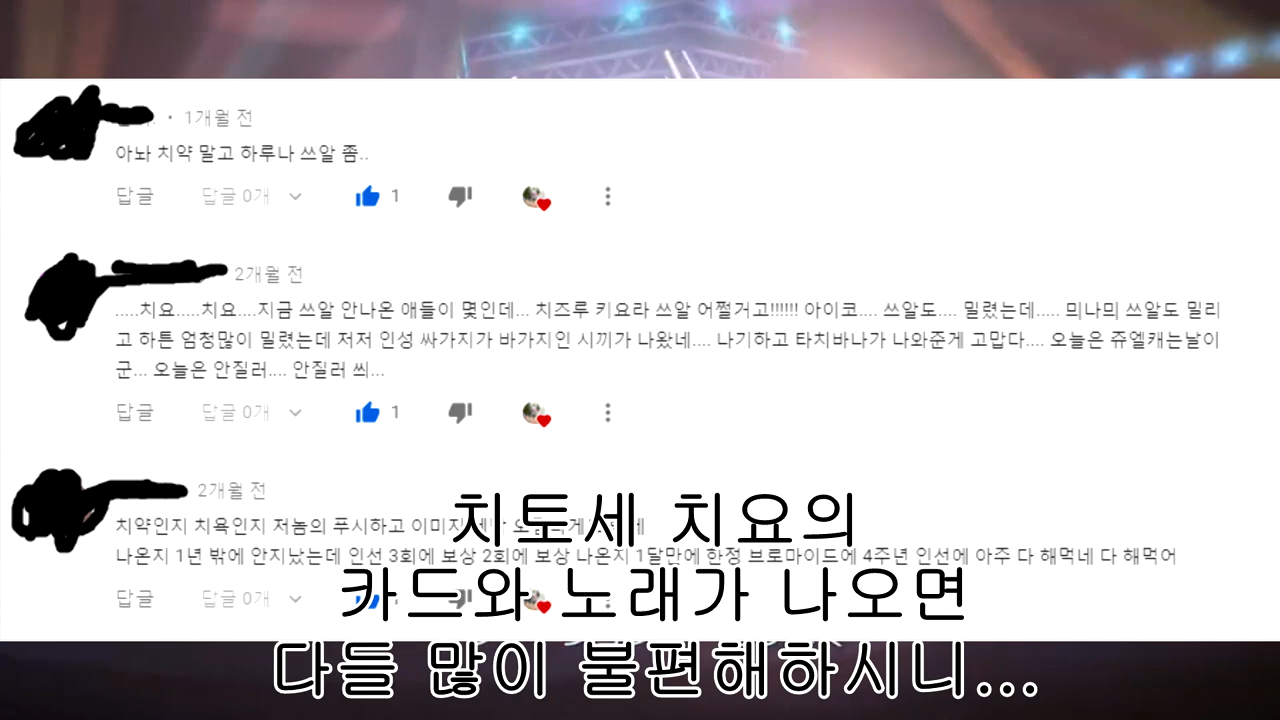 • 1개월 전
아놔 치약 말고 하루나 쓰알 좀..
답글 답글 0개 1
2개월 전
.....치요.....치요....지금 쓰알 안나온 애들이 몇인데... 치즈루 키요라 쓰알 어쩔거고!!!!!! 아이코.... 쓰알도.... 밀렸는데..... 미나미 쓰알도 밀리
고 하튼 엄청많이 밀렸는데 저저 인성 싸가지가 바가지인 시끼가 나왔네.... 나기하고 타치바나가 나와준게 고맙다.... 오늘은 쥬엘캐는날이
군... 오늘은 안질러.... 안질러 씌...
답글 답글 0개 1
2개월 전
치약인지 치욕인지 저놈의 푸시하고 이미지
나온지 1년 밖에 안지났는데 인선 3회에 보상 2회에 보상 나온지 1달만에 한정 브로마이드에 4주년 인선에 아주 다 해먹네 다 해먹어
답글 답글 0개
치토세 치요의
카드와 노래가 나오면
다들 많이 불편해하시니...